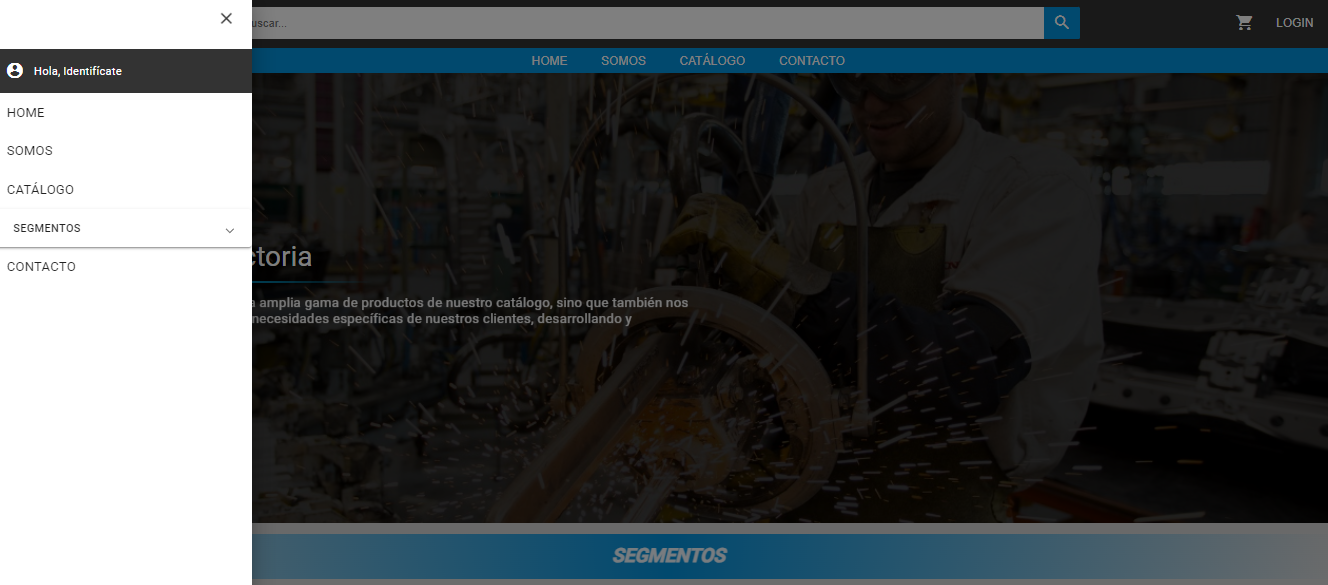 uscar...
LOGIN
HOME SOMOS CATÁLOGO CONTACTO
Hola, Identifícate
HOME
SOMOS
CATÁLOGO
SEGMENTOS
CONTACTO
ctoria
a amplia gama de productos de nuestro catálogo, sino que también nos
necesidades específicas de nuestros clientes, desarrollando y
SEGMENTOS